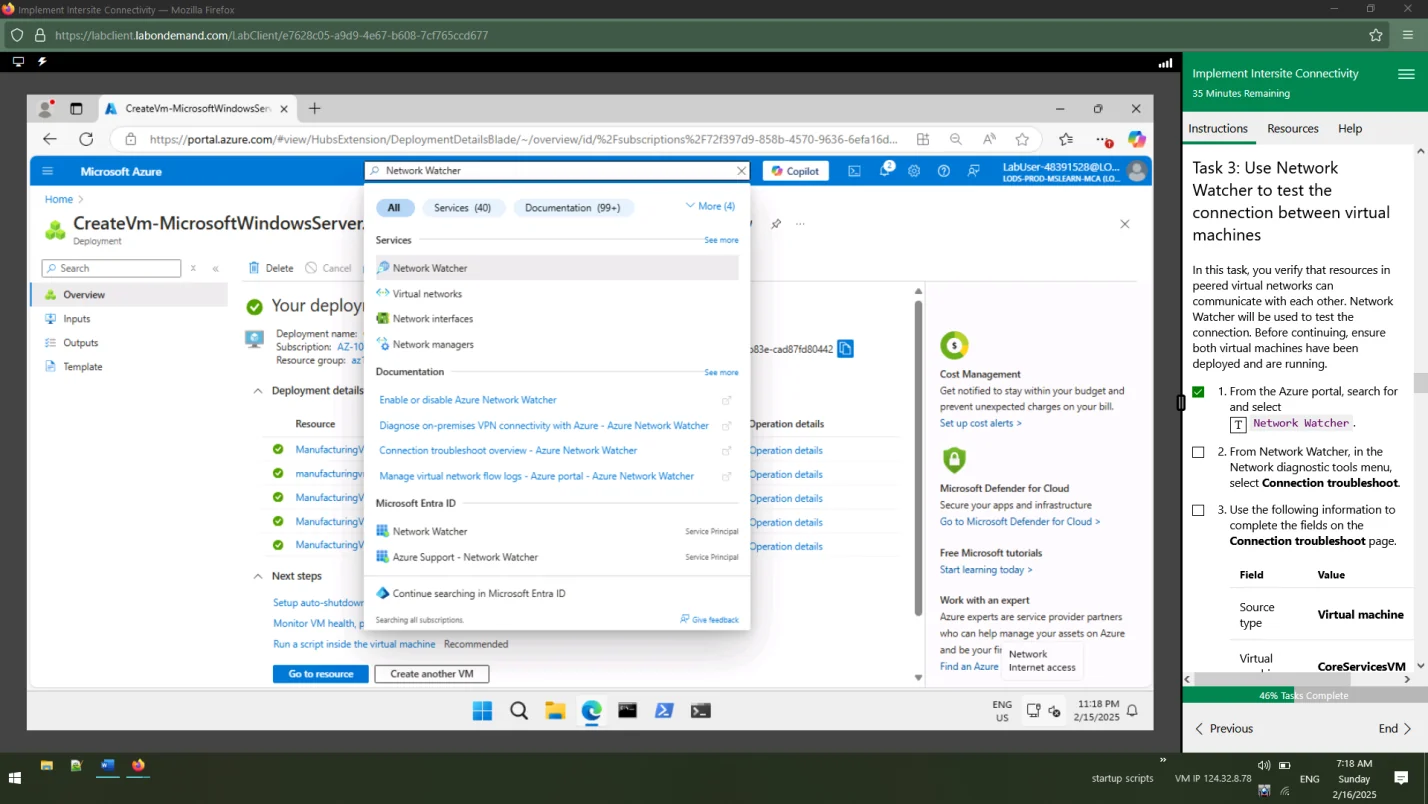 Implement Intersite Connectivity — Mozilla Firefox
https://labclient.labondemand.com/LabClient/e7628c05-a9d9-4e67-b608-7cf765ccd677
CreateVm-MicrosoftWindowsServ
https://portal.azure.com/#view/HubsExtension/DeploymentDetailsBlade/~/overview/id/%2Fsubscriptions%2F72f397d9-858b-4570-9636-6efa16d...
Microsoft Azure
Network Watcher
Copilot
2
LabUser-48391528@LO...
LODS-PROD-MSLEARN-MCA (LO...
Home >
CreateVm-MicrosoftWindowsServer.
Deployment
Search
Overview
Inputs
Outputs
Template
Delete
Cancel
Your deploy
Deployment name:
Subscription: AZ-10
Resource group: az
b83e-cad87fd80442
Deployment details
Resource
Operation details
ManufacturingV
Operation details
manufacturingv
Operation details
ManufacturingV
Operation details
ManufacturingV
Operation details
ManufacturingV
Operation details
Next steps
Setup auto-shutdown
Monitor VM health, p
Run a script inside the virtual machine Recommended
Go to resource
Create another VM
All
Services (40)
Documentation (99+)
More (4)
Services
See more
Network Watcher
Virtual networks
Network interfaces
Network managers
Documentation
See more
Enable or disable Azure Network Watcher
Diagnose on-premises VPN connectivity with Azure - Azure Network Watcher
Connection troubleshoot overview - Azure Network Watcher
Manage virtual network flow logs - Azure portal - Azure Network Watcher
Microsoft Entra ID
Network Watcher
Service Principal
Azure Support - Network Watcher
Service Principal
Continue searching in Microsoft Entra ID
Searching all subscriptions.
Give feedback
Cost Management
Get notified to stay within your budget and
prevent unexpected charges on your bill.
Set up cost alerts >
Microsoft Defender for Cloud
Secure your apps and infrastructure
Go to Microsoft Defender for Cloud >
Free Microsoft tutorials
Start learning today >
Work with an expert
Azure experts are service provider partners
who can help manage your assets on Azure
and be your fi
Find an Azure
Network
Internet access
ENG
US
11:18 PM
2/15/2025
Implement Intersite Connectivity
35 Minutes Remaining
Instructions
Resources
Help
Task 3: Use Network
Watcher to test the
connection between virtual
machines
In this task, you verify that resources in
peered virtual networks can
communicate with each other. Network
Watcher will be used to test the
connection. Before continuing, ensure
both virtual machines have been
deployed and are running.
1. From the Azure portal, search for
and select
T Network Watcher .
2. From Network Watcher, in the
Network diagnostic tools menu,
select Connection troubleshoot.
3. Use the following information to
complete the fields on the
Connection troubleshoot page.
Field
Value
Source
type
Virtual machine
Virtual
CoreServicesVM
46% Tasks Complete
Previous
End
startup scripts
VM IP 124.32.8.78
ENG
7:18 AM
Sunday
2/16/2025